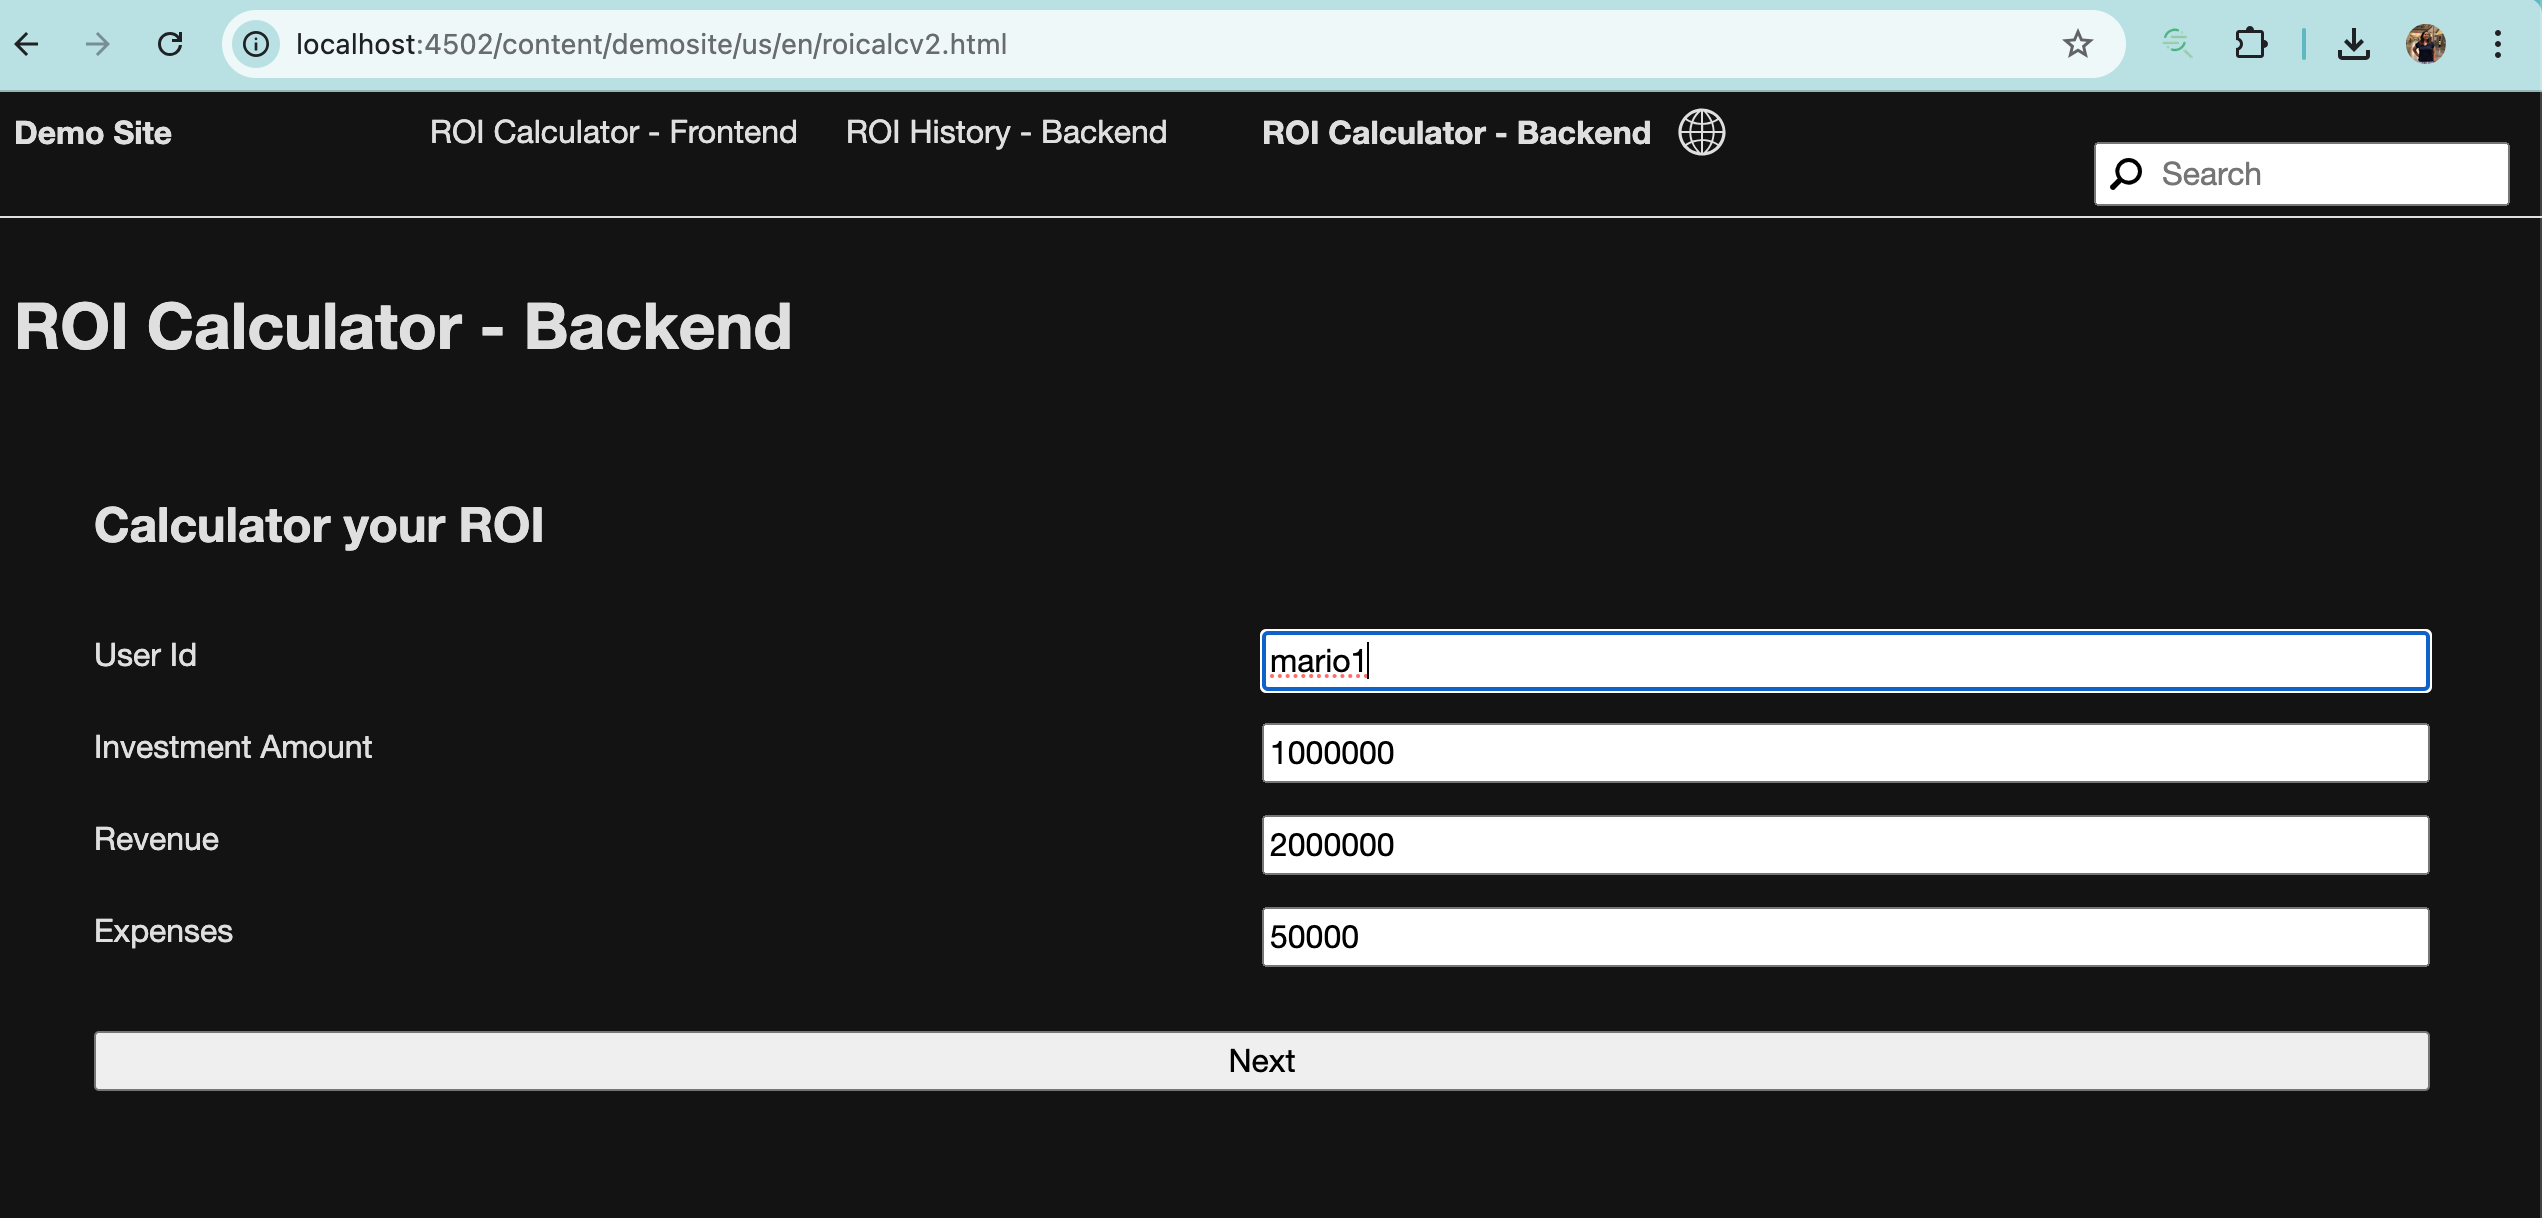 localhost:4502/content/demosite/us/en/roicalcv2.html
Demo Site
ROI Calculator - Frontend
ROI History - Backend
ROI Calculator - Backend
Search
ROI Calculator - Backend
Calculator your ROI
User Id
mario1
Investment Amount
1000000
Revenue
2000000
Expenses
50000
Next